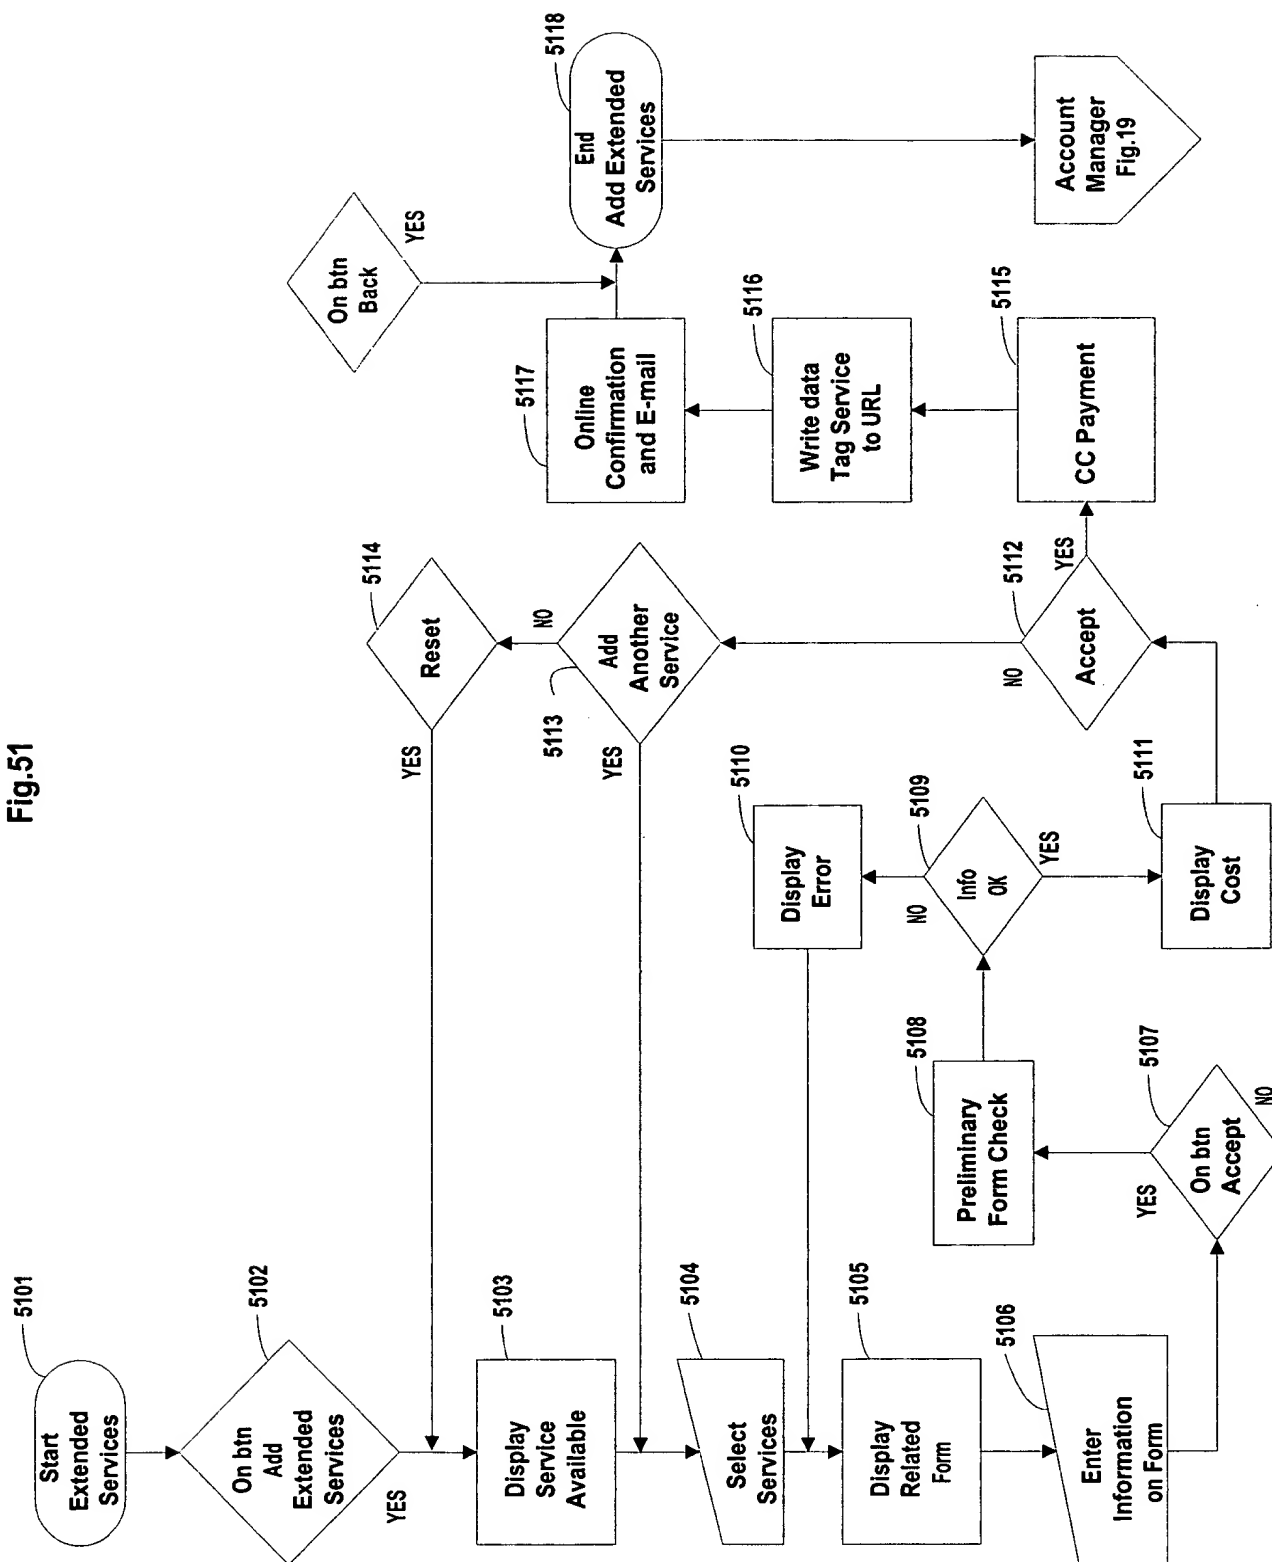 Fig.51
5101
Start
Extended
Services
5102
On btn
Add
Extended
Services
YES
5103
Display
Service
Available
5104
Select
Services
5105
Display
Related
Form
5106
Enter
Information
on Form
5107
On btn
Accept
YES
NO
5108
Preliminary
Form Check
5109
Info
OK
NO
YES
5110
Display
Error
5111
Display
Cost
5112
Accept
NO
YES
5113
Add
Another
Service
YES
NO
5114
Reset
YES
5115
CC Payment
5116
Write data
Tag Service
to URL
5117
Online
Confirmation
and E-mail
On btn
Back
YES
5118
End
Add Extended
Services
Account
Manager
Fig.19